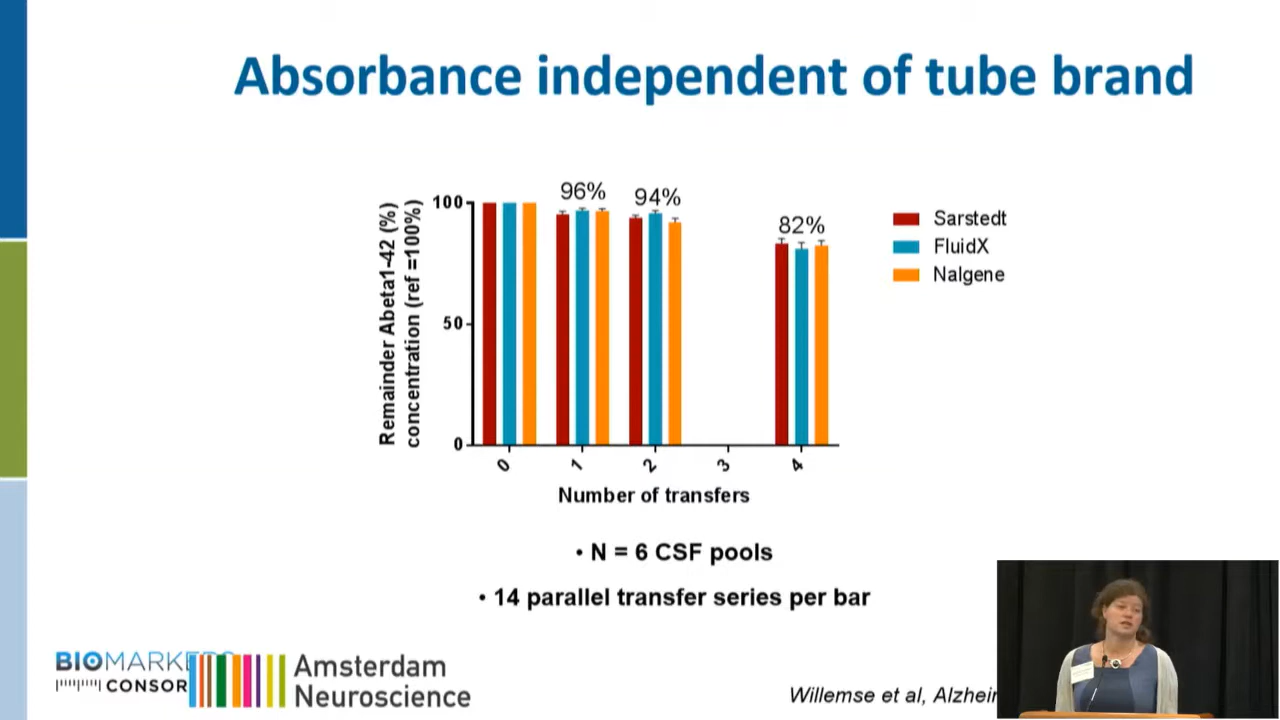 Absorbance independent of tube brand
Remainder Abeta1-42 (%)
concentration (ref =100%)
100
50
0
96%
94%
82%
0
1
2
3
4
Number of transfers
Sarstedt
FluidX
Nalgene
• N = 6 CSF pools
• 14 parallel transfer series per bar
BIOMARKERS
CONSOR
Amsterdam
Neuroscience
Willemse et al,